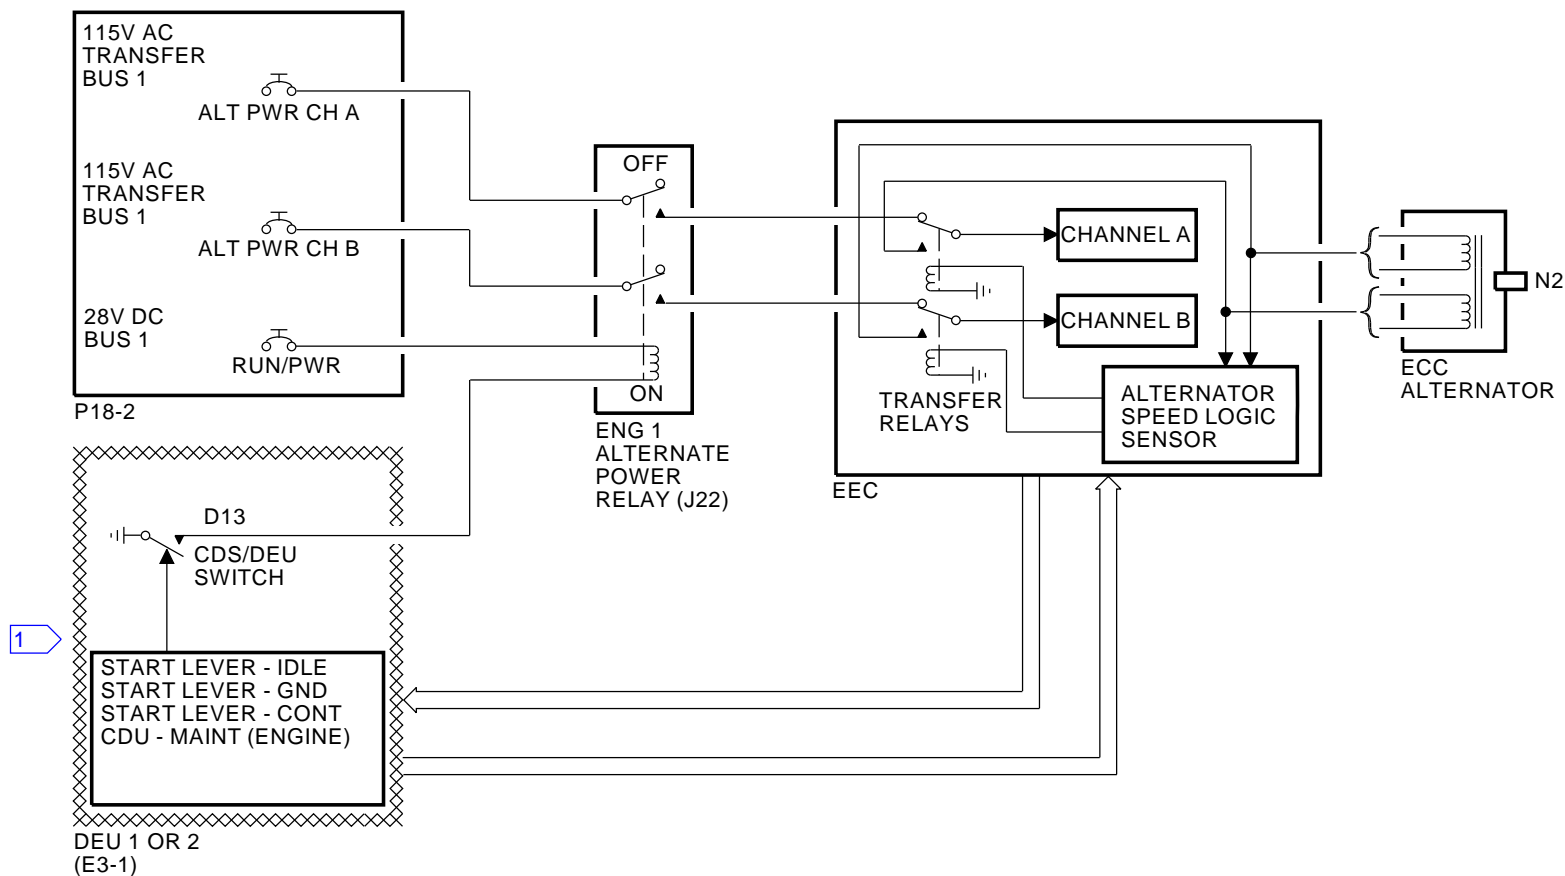 115V AC
TRANSFER
BUS 1
ALT PWR CH A
115V AC
TRANSFER
BUS 1
ALT PWR CH B
28V DC
BUS 1
RUN/PWR
P18-2
OFF
ON
ENG 1
ALTERNATE
POWER
RELAY (J22)
CHANNEL A
CHANNEL B
TRANSFER
RELAYS
ALTERNATOR
SPEED LOGIC
SENSOR
EEC
N2
ECC
ALTERNATOR
D13
CDS/DEU
SWITCH
1
START LEVER - IDLE
START LEVER - GND
START LEVER - CONT
CDU - MAINT (ENGINE)
DEU 1 OR 2
(E3-1)